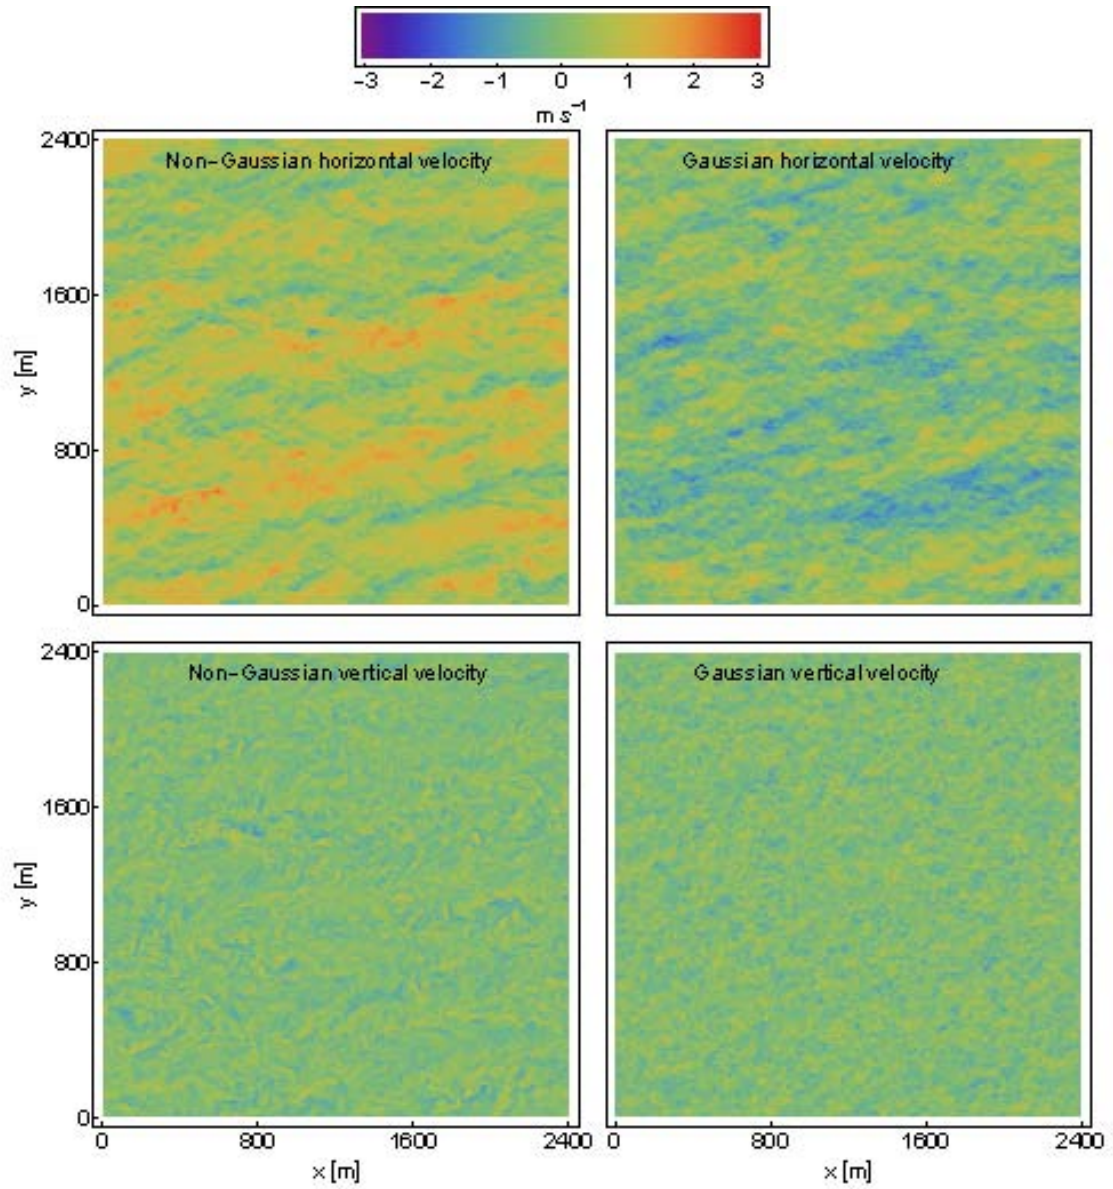 −3 −2 −1 0 1 2 3
m s⁻¹
2400 Non−Gaussian horizontal velocity Gaussian horizontal velocity
1600
y [m]
800
0
2400 Non−Gaussian vertical velocity Gaussian vertical velocity
1600
y [m]
800
0
0 800 1600 2400 0 800 1600 2400
x [m] x [m]